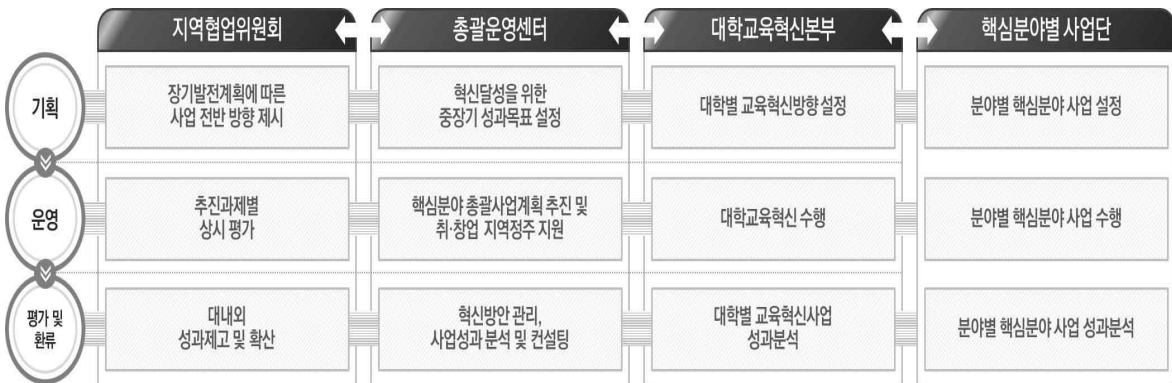 지역협업위원회
총괄운영센터
대학교육혁신본부
핵심분야별 사업단
기획
장기발전계획에 따른
사업 전반 방향 제시
혁신달성을 위한
중장기 성과목표 설정
대학별 교육혁신방향 설정
분야별 핵심분야 사업 설정
운영
추진과제별
상시 평가
핵심분야 총괄사업계획 추진 및
취·창업 지역정주 지원
대학교육혁신 수행
분야별 핵심분야 사업 수행
평가 및
환류
대내외
성과제고 및 확산
혁신방안 관리,
사업성과 분석 및 컨설팅
대학별 교육혁신사업
성과분석
분야별 핵심분야 사업 성과분석